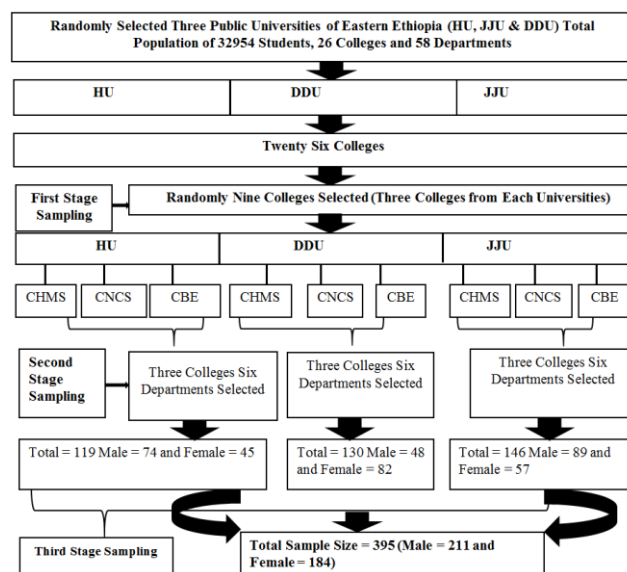 Randomly Selected Three Public Universities of Eastern Ethiopia (HU, JJU & DDU) Total
Population of 32954 Students, 26 Colleges and 58 Departments
HU
DDU
JJU
Twenty Six Colleges
First Stage
Sampling
Randomly Nine Colleges Selected (Three Colleges from Each Universities)
HU
DDU
JJU
CHMS
CNCS
CBE
CHMS
CNCS
CBE
CHMS
CNCS
CBE
Second
Stage
Sampling
Three Colleges Six
Departments Selected
Three Colleges Six
Departments Selected
Three Colleges Six
Departments Selected
Total = 119 Male = 74 and Female = 45
Total = 130 Male = 48
and Female = 82
Total = 146 Male = 89 and
Female = 57
Third Stage Sampling
Total Sample Size = 395 (Male = 211 and
Female = 184)